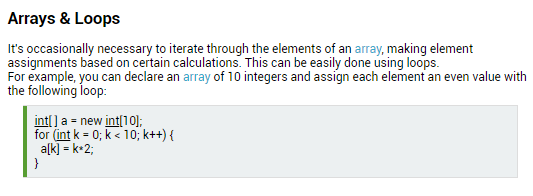 Arrays & Loops
It's occasionally necessary to iterate through the elements of an array, making element
assignments based on certain calculations. This can be easily done using loops.
For example, you can declare an array of 10 integers and assign each element an even value with
the following loop:
int[ ] a = new int[10];
for (int k = 0; k < 10; k++) {
a[k] = k*2;
}